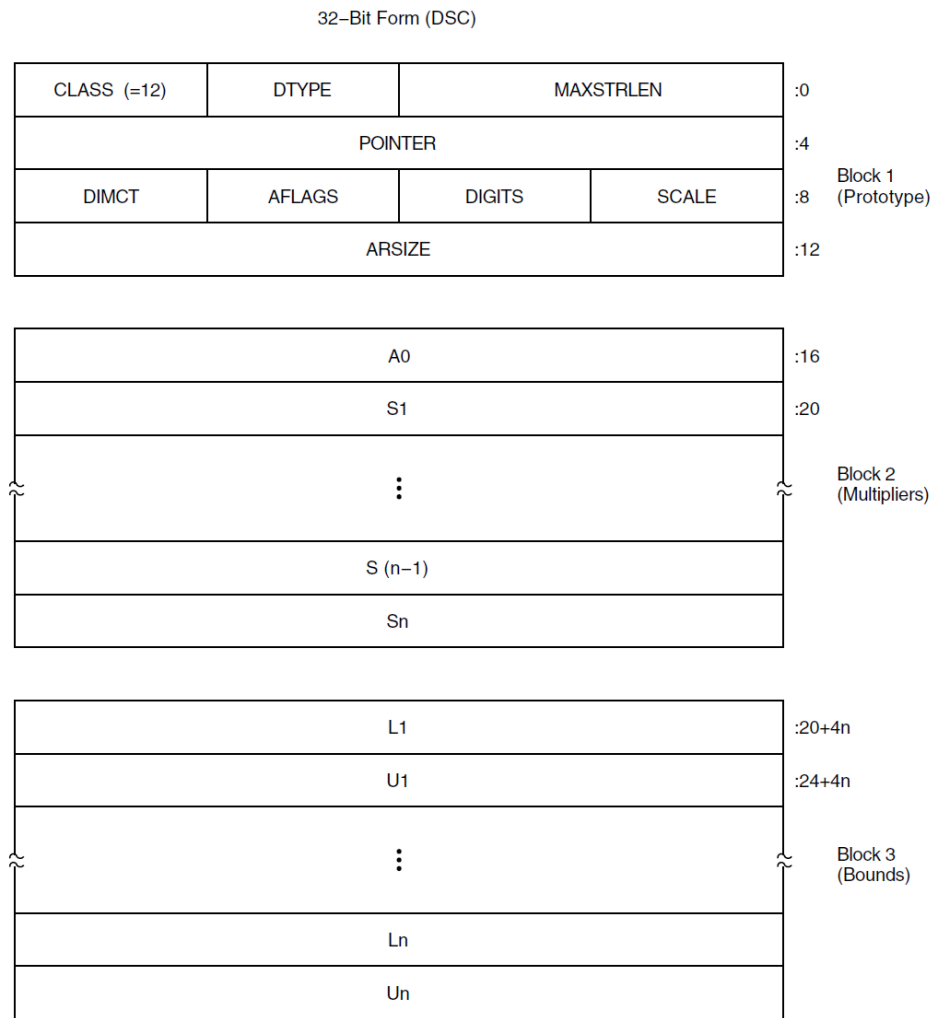 32−Bit Form (DSC)
CLASS (=12) DTYPE MAXSTRLEN :0
POINTER :4
Block 1
(Prototype)
DIMCT AFLAGS DIGITS SCALE :8
ARSIZE :12
A0 :16
S1 :20
Block 2
(Multipliers)
S (n−1)
Sn
L1 :20+4n
U1 :24+4n
Block 3
(Bounds)
Ln
Un